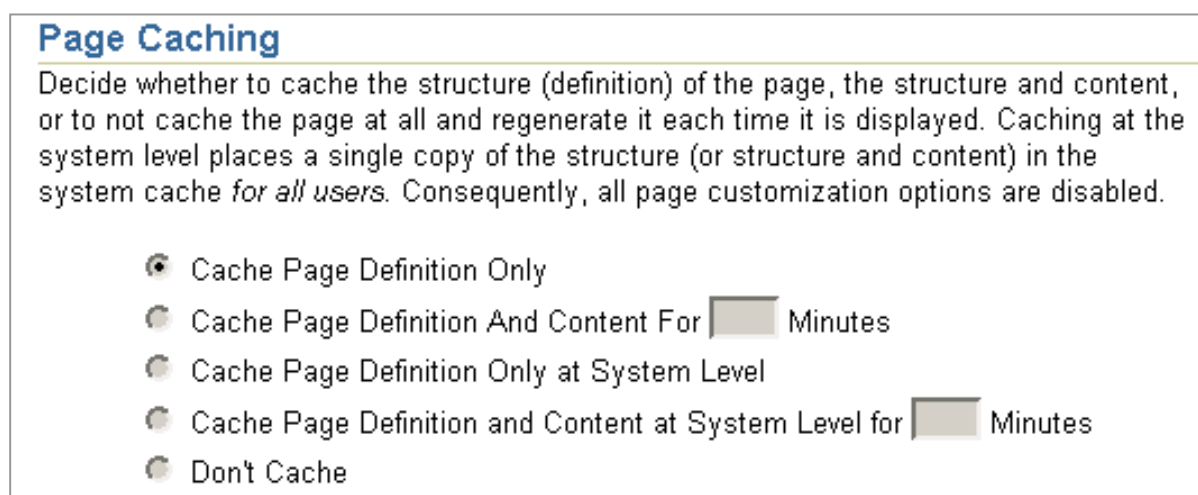 Page Caching
Decide whether to cache the structure (definition) of the page, the structure and content,
or to not cache the page at all and regenerate it each time it is displayed. Caching at the
system level places a single copy of the structure (or structure and content) in the
system cache for all users. Consequently, all page customization options are disabled.
Cache Page Definition Only
Cache Page Definition And Content For Minutes
Cache Page Definition Only at System Level
Cache Page Definition and Content at System Level for Minutes
Don't Cache